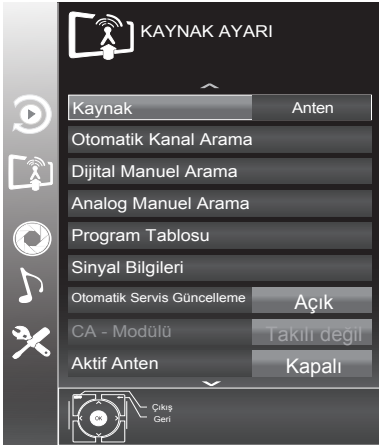 KAYNAK AYARI
Kaynak Anten
Otomatik Kanal Arama
Dijital Manuel Arama
Analog Manuel Arama
Program Tablosu
Sinyal Bilgileri
Otomatik Servis Güncelleme Açık
CA - Modülü Takılı değil
Aktif Anten Kapalı
OK
Çıkış
Geri